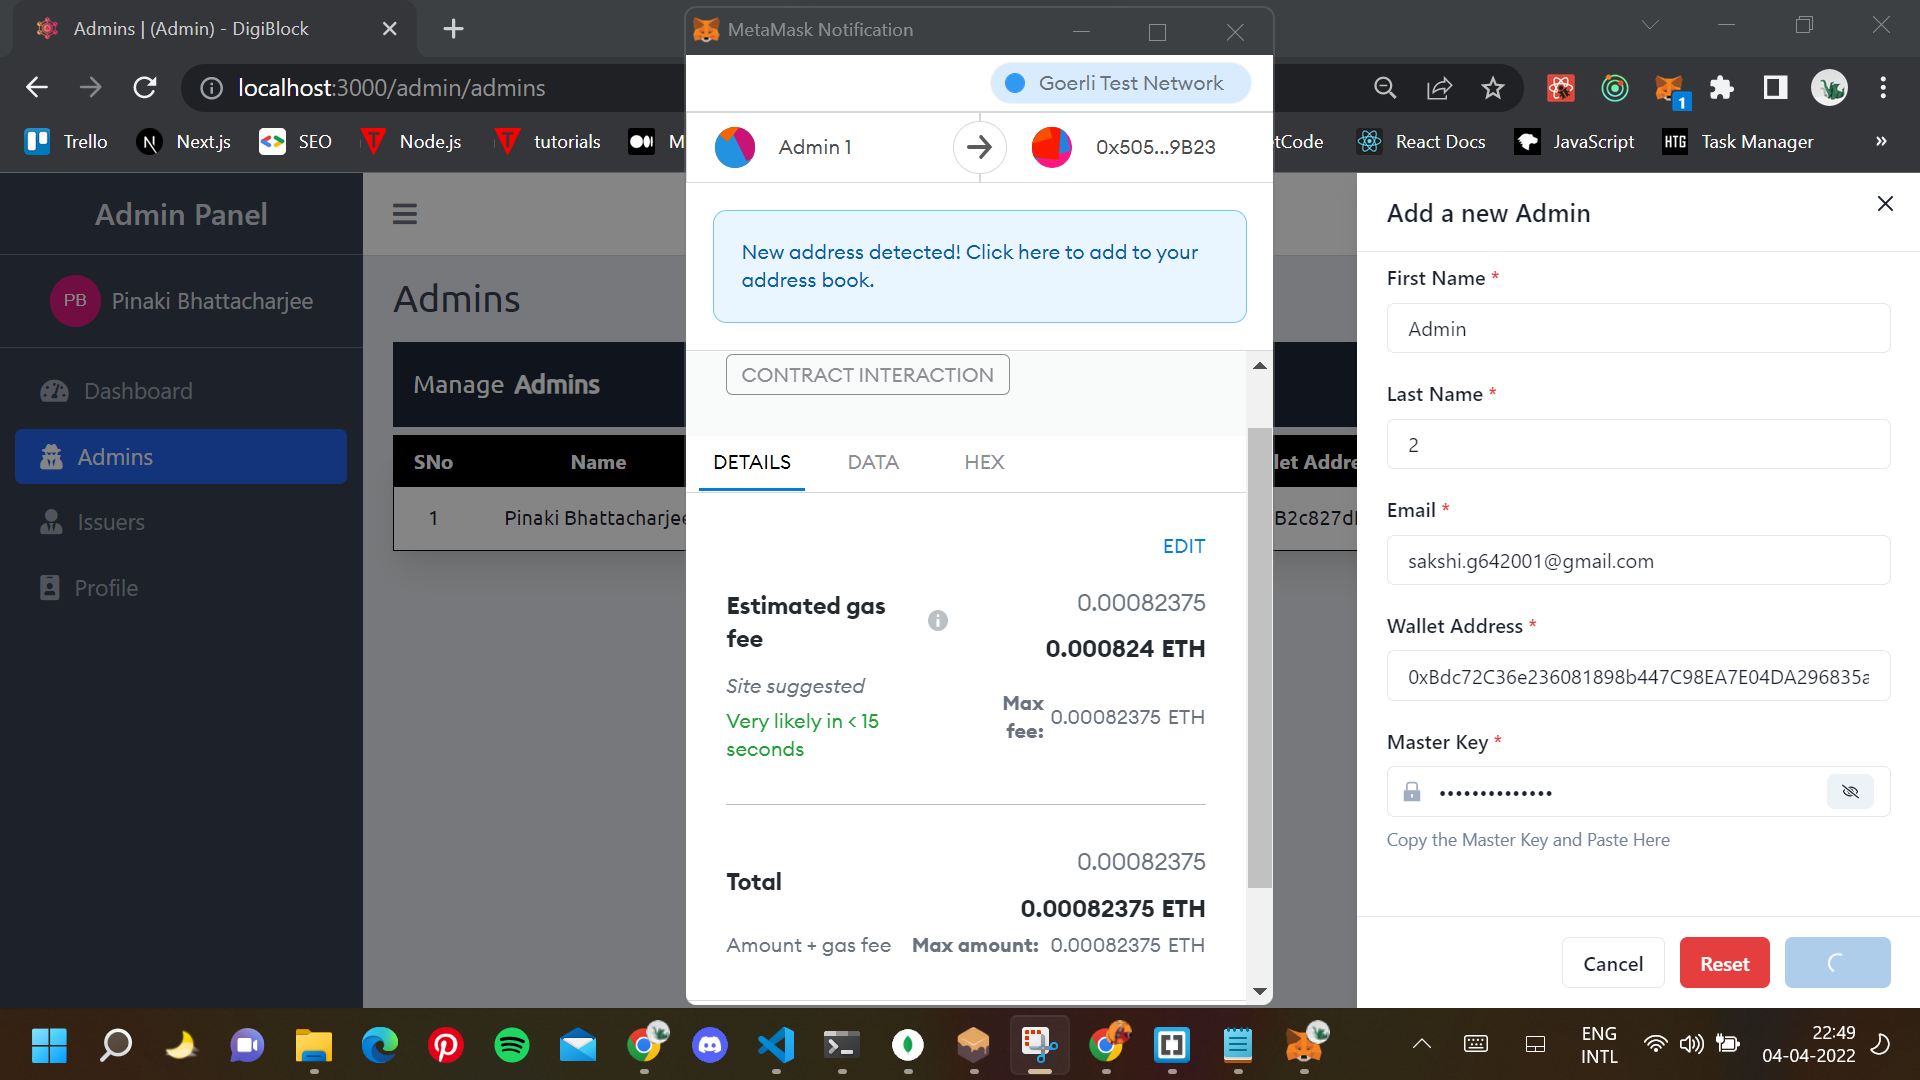 Admins | (Admin) - DigiBlock
MetaMask Notification
localhost:3000/admin/admins
Goerli Test Network
1
Trello
Next.js
SEO
Node.js
tutorials
M
tCode
React Docs
JavaScript
HTG
Task Manager
»
Admin 1
0x505...9B23
New address detected! Click here to add to your
address book.
CONTRACT INTERACTION
DETAILS
DATA
HEX
EDIT
Estimated gas
fee
0.00082375
0.000824 ETH
Site suggested
Very likely in < 15
seconds
Max
fee:
0.00082375 ETH
Total
0.00082375
0.00082375 ETH
Amount + gas fee
Max amount:
0.00082375 ETH
Admin Panel
PB
Pinaki Bhattacharjee
Dashboard
Admins
Issuers
Profile
Admins
Manage Admins
SNo
Name
let Addre
1
Pinaki Bhattacharjee
B2c827d
Add a new Admin
First Name *
Admin
Last Name *
2
Email *
sakshi.g642001@gmail.com
Wallet Address *
0xBdc72C36e236081898b447C98EA7E04DA296835a
Master Key *
••••••••••••••
Copy the Master Key and Paste Here
Cancel
Reset
ENG
INTL
22:49
04-04-2022